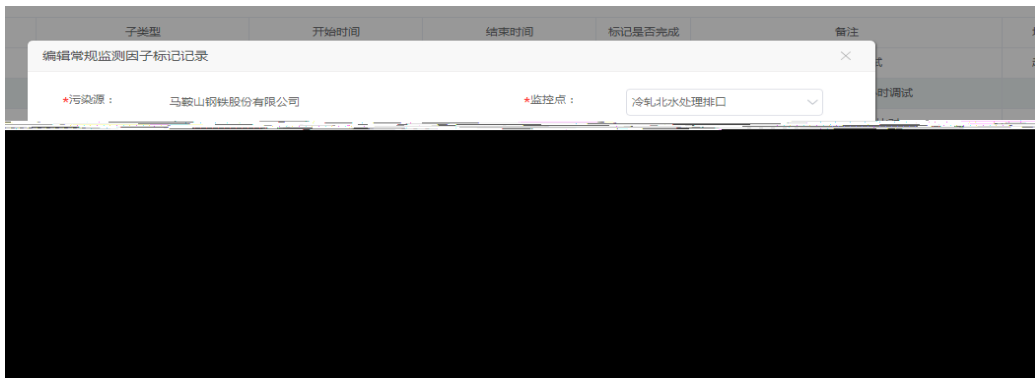 子类型 开始时间 结束时间 标记是否完成 备注
编辑常规监测因子标记记录
*污染源： 马鞍山钢铁股份有限公司 *监控点： 冷轧北水处理排口
时调试